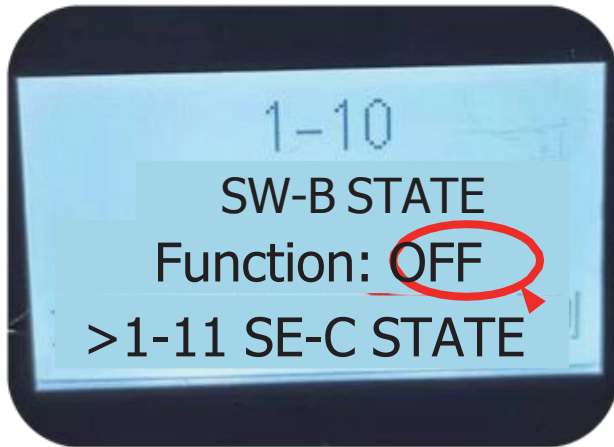 1-10
SW-B STATE
Function: OFF
>1-11 SE-C STATE